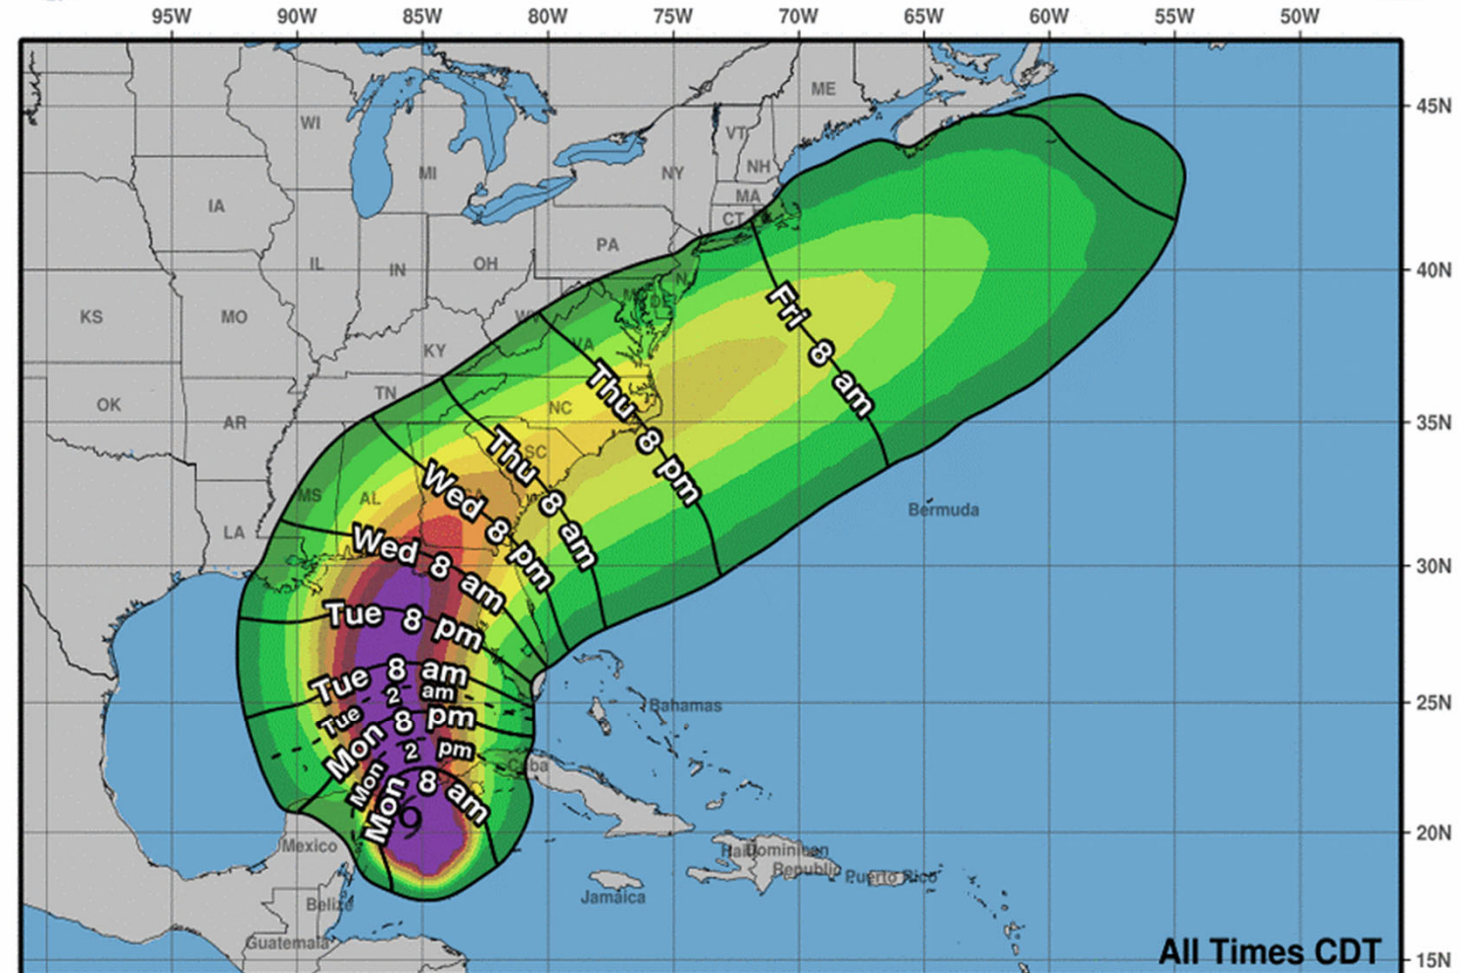 95W 90W 85W 80W 75W 70W 65W 60W 55W 50W
ME
45N
WI
VT
NH
MI
NY
MA
IA
CT
PA
IL
IN
OH
40N
NJ
DE
KS
MO
WV
VA
KY
Fri 8 am
TN
OK
NC
AR
Thu 8 pm
35N
SC
Thu 8 am
MS
AL
Wed 8 pm
Bermuda
LA
Wed 8 am
30N
Tue 8 pm
Tue 8 am
Tue 2 am
25N
Bahamas
Mon 8 pm
Mon 2 pm
Cuba
Mon 8 am
20N
Mexico
Haiti
Dominican
Republic
Puerto Rico
Jamaica
Belize
Guatemala
All Times CDT
15N